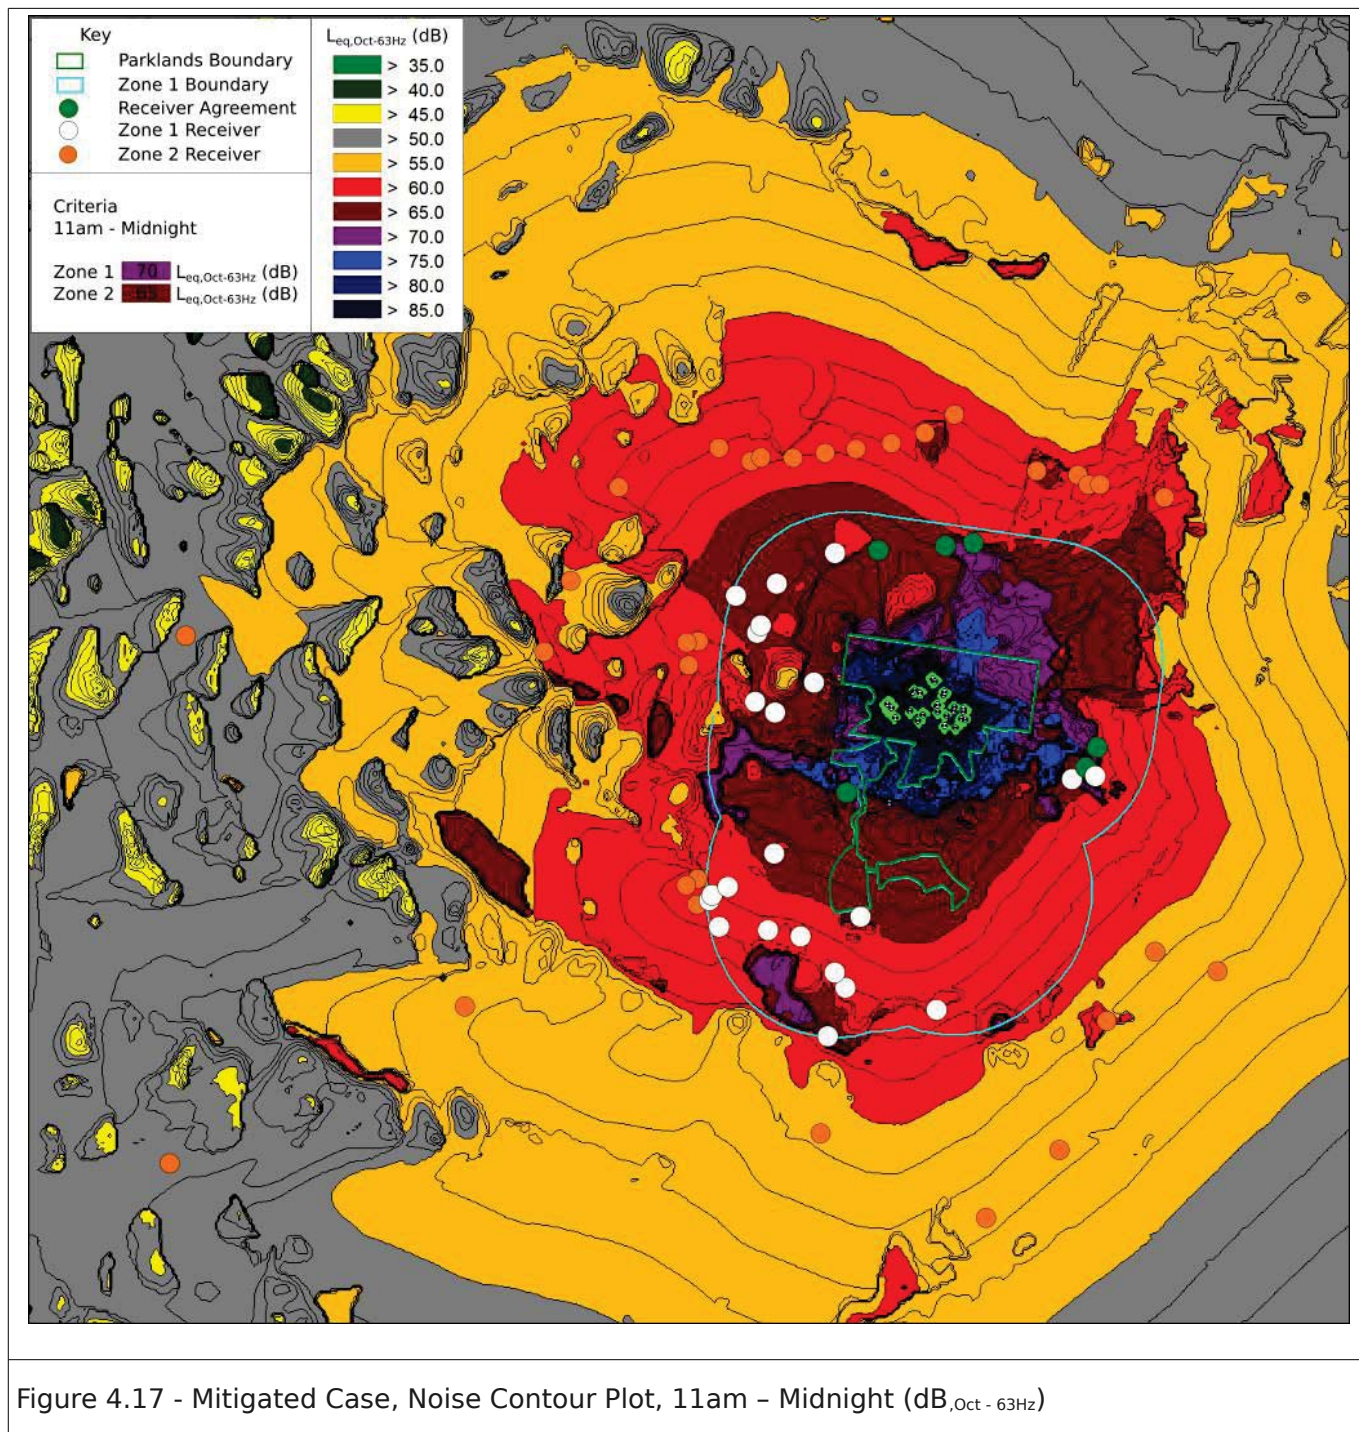 Key
Parklands Boundary
Zone 1 Boundary
Receiver Agreement
Zone 1 Receiver
Zone 2 Receiver
Criteria
11am - Midnight
Zone 1 70 Leq,Oct-63Hz (dB)
Zone 2 65 Leq,Oct-63Hz (dB)
Leq,Oct-63Hz (dB)
> 35.0
> 40.0
> 45.0
> 50.0
> 55.0
> 60.0
> 65.0
> 70.0
> 75.0
> 80.0
> 85.0
Figure 4.17 - Mitigated Case, Noise Contour Plot, 11am – Midnight (dB,Oct - 63Hz)